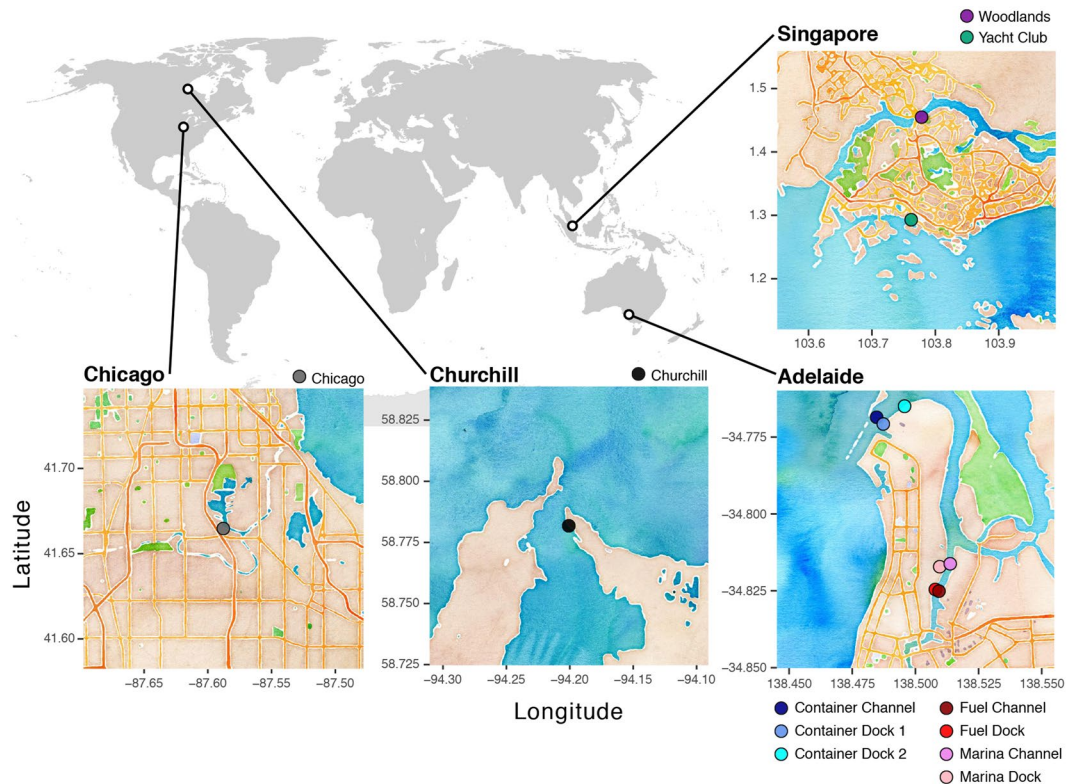 Woodlands
Yacht Club
Singapore
1.5
1.4
1.3
1.2
103.6 103.7 103.8 103.9
Chicago
Chicago
41.70
41.65
41.60
−87.65 −87.60 −87.55 −87.50
Churchill
Churchill
58.825
58.800
58.775
58.750
58.725
−94.30 −94.25 −94.20 −94.15 −94.10
Adelaide
−34.775
−34.800
−34.825
−34.850
138.450 138.475 138.500 138.525 138.550
Latitude
Longitude
Container Channel
Container Dock 1
Container Dock 2
Fuel Channel
Fuel Dock
Marina Channel
Marina Dock